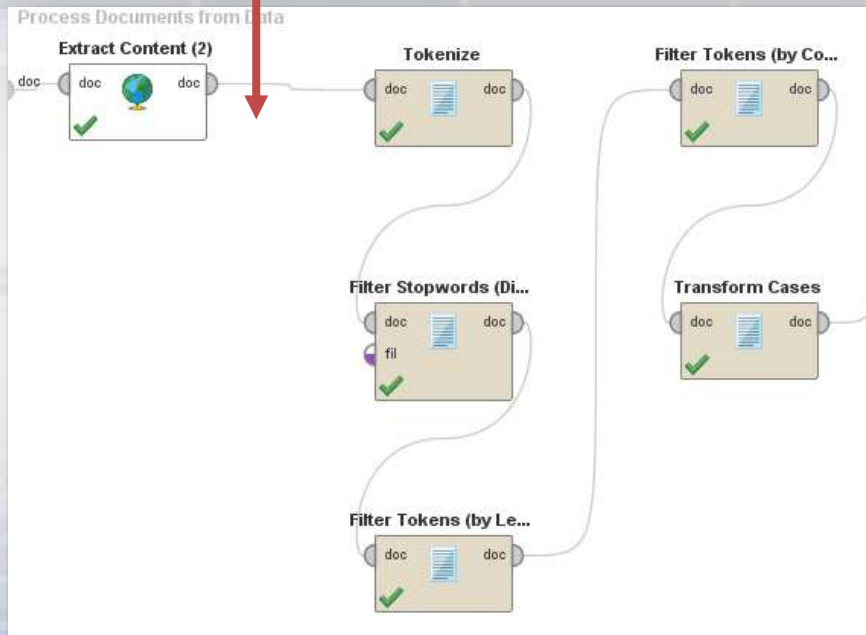 Process Documents from Data
Extract Content (2)
doc
doc
doc
Tokenize
doc
doc
Filter Stopwords (Di...
doc
doc
fil
Filter Tokens (by Le...
doc
doc
Filter Tokens (by Co...
doc
doc
Transform Cases
doc
doc